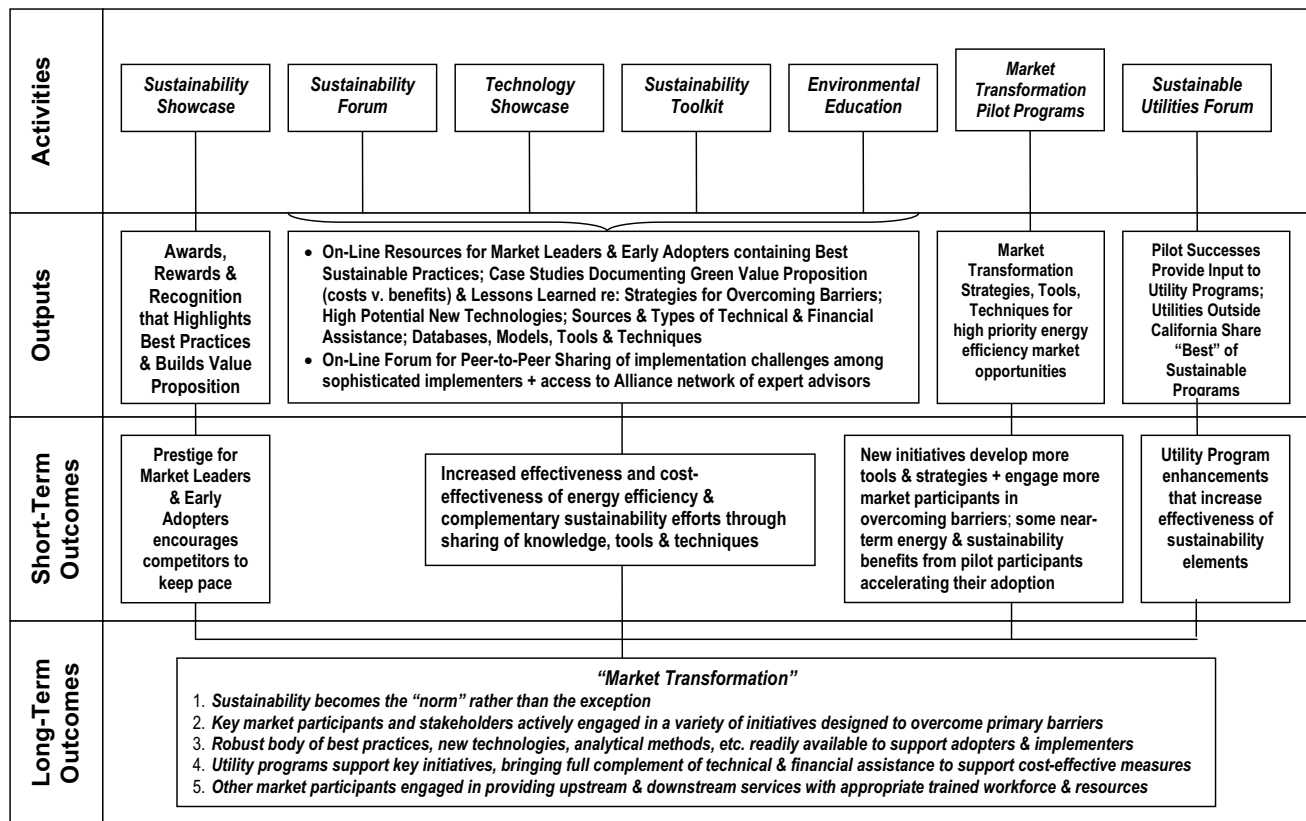 Activities
Sustainability
Showcase
Sustainability
Forum
Technology
Showcase
Sustainability
Toolkit
Environmental
Education
Market
Transformation
Pilot Programs
Sustainable
Utilities Forum
Outputs
Awards,
Rewards &
Recognition
that Highlights
Best Practices
& Builds Value
Proposition
• On-Line Resources for Market Leaders & Early Adopters containing Best
Sustainable Practices; Case Studies Documenting Green Value Proposition
(costs v. benefits) & Lessons Learned re: Strategies for Overcoming Barriers;
High Potential New Technologies; Sources & Types of Technical & Financial
Assistance; Databases, Models, Tools & Techniques
• On-Line Forum for Peer-to-Peer Sharing of implementation challenges among
sophisticated implementers + access to Alliance network of expert advisors
Market
Transformation
Strategies, Tools,
Techniques for
high priority energy
efficiency market
opportunities
Pilot Successes
Provide Input to
Utility Programs;
Utilities Outside
California Share
“Best” of
Sustainable
Programs
Short-Term
Outcomes
Prestige for
Market Leaders
& Early
Adopters
encourages
competitors to
keep pace
Increased effectiveness and cost-
effectiveness of energy efficiency &
complementary sustainability efforts through
sharing of knowledge, tools & techniques
New initiatives develop more
tools & strategies + engage more
market participants in
overcoming barriers; some near-
term energy & sustainability
benefits from pilot participants
accelerating their adoption
Utility Program
enhancements
that increase
effectiveness of
sustainability
elements
Long-Term
Outcomes
“Market Transformation”
1. Sustainability becomes the “norm” rather than the exception
2. Key market participants and stakeholders actively engaged in a variety of initiatives designed to overcome primary barriers
3. Robust body of best practices, new technologies, analytical methods, etc. readily available to support adopters & implementers
4. Utility programs support key initiatives, bringing full complement of technical & financial assistance to support cost-effective measures
5. Other market participants engaged in providing upstream & downstream services with appropriate trained workforce & resources